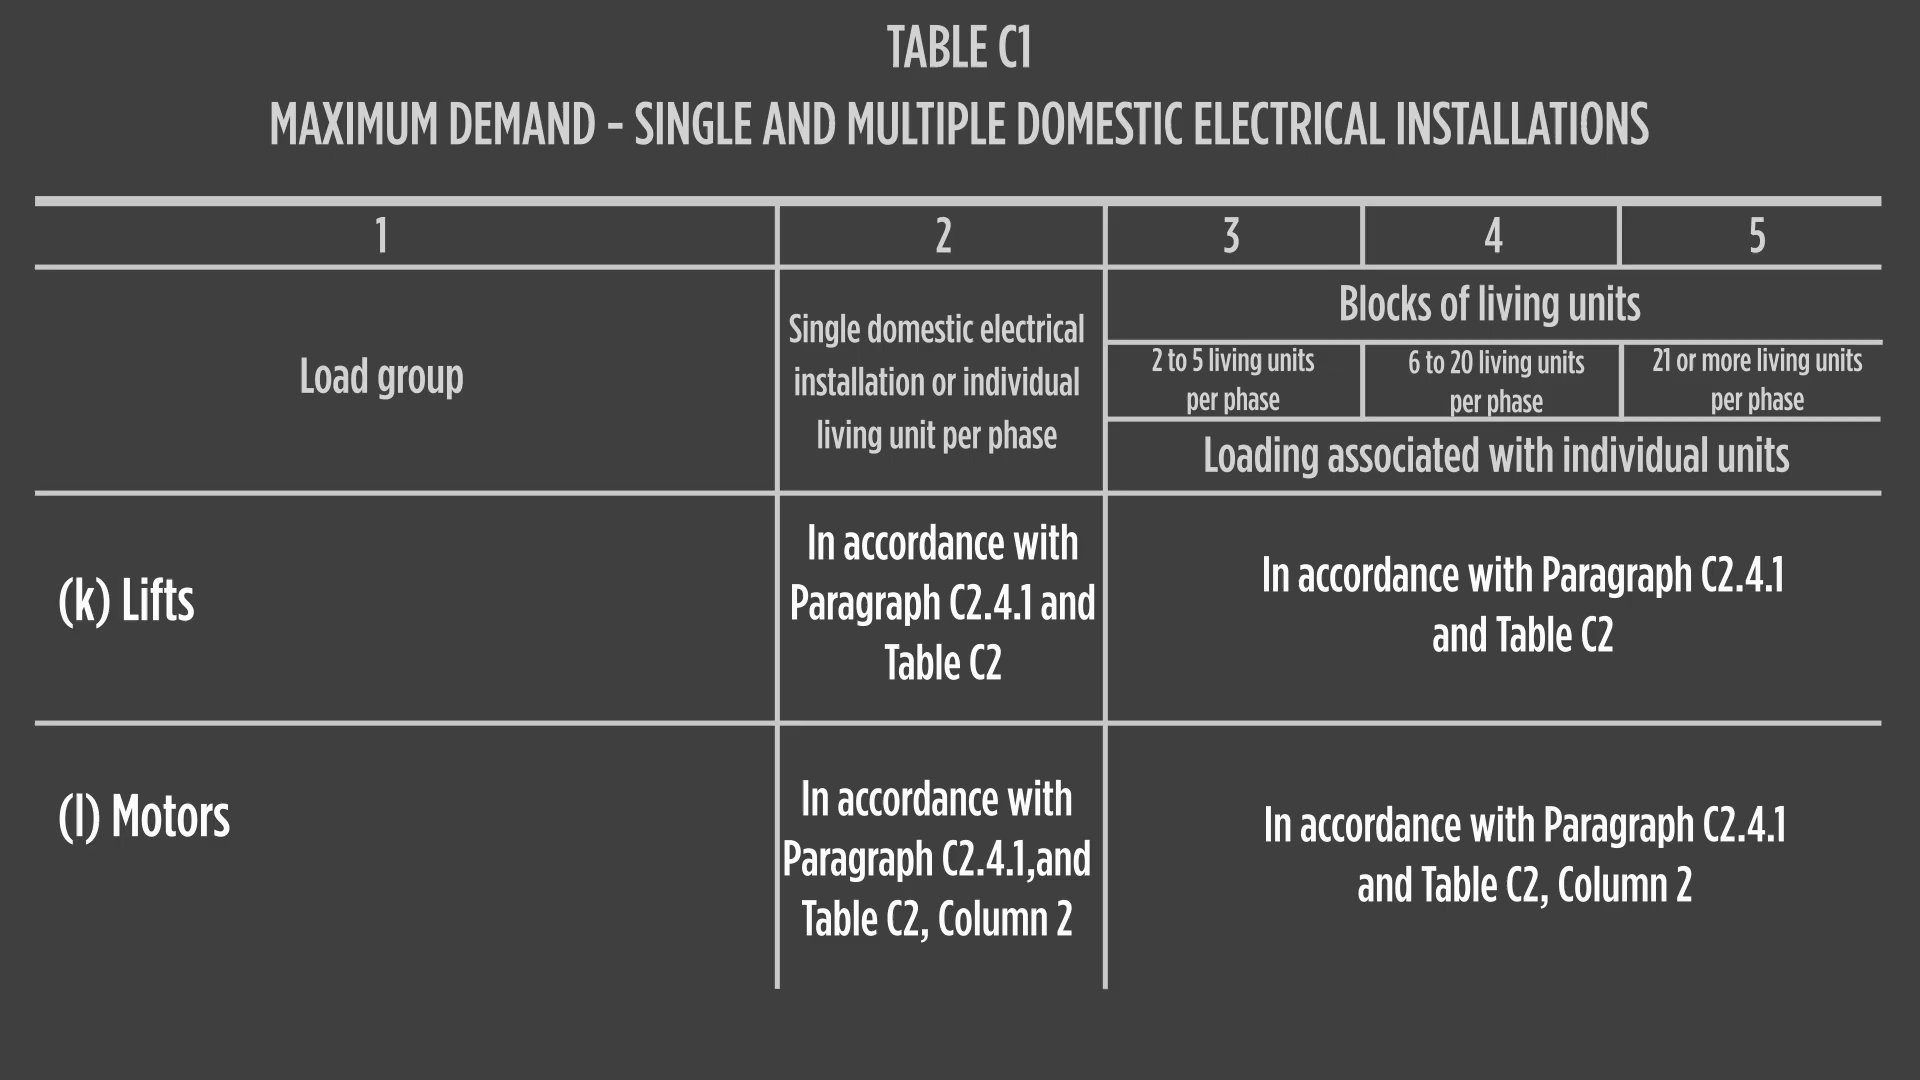 TABLE C1
MAXIMUM DEMAND - SINGLE AND MULTIPLE DOMESTIC ELECTRICAL INSTALLATIONS
1
2
3
4
5
Load group
Single domestic electrical
installation or individual
living unit per phase
Blocks of living units
2 to 5 living units
per phase
6 to 20 living units
per phase
21 or more living units
per phase
Loading associated with individual units
(k) Lifts
In accordance with
Paragraph C2.4.1 and
Table C2
In accordance with Paragraph C2.4.1
and Table C2
(l) Motors
In accordance with
Paragraph C2.4.1,and
Table C2, Column 2
In accordance with Paragraph C2.4.1
and Table C2, Column 2